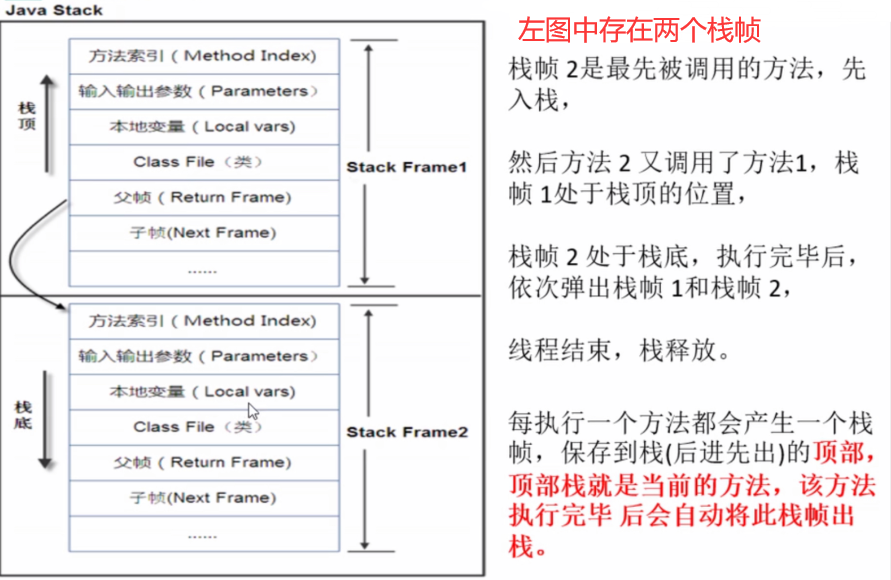 Java Stack
方法索引（Method Index)
输入输出参数（Parameters）
本地变量（Local vars)
Class File（类）
父帧（Return Frame)
子帧(Next Frame)
......
栈顶
Stack Frame1
方法索引（Method Index)
输入输出参数（Parameters）
本地变量（Local vars)
Class File（类）
父帧（Return Frame)
子帧(Next Frame)
......
栈底
Stack Frame2
左图中存在两个栈帧
栈帧 2是最先被调用的方法，先
入栈，
然后方法 2 又调用了方法1，栈
帧 1处于栈顶的位置，
栈帧 2 处于栈底，执行完毕后，
依次弹出栈帧 1和栈帧 2，
线程结束，栈释放。
每执行一个方法都会产生一个栈
帧，保存到栈(后进先出)的顶部，
顶部栈就是当前的方法，该方法
执行完毕 后会自动将此栈帧出
栈。